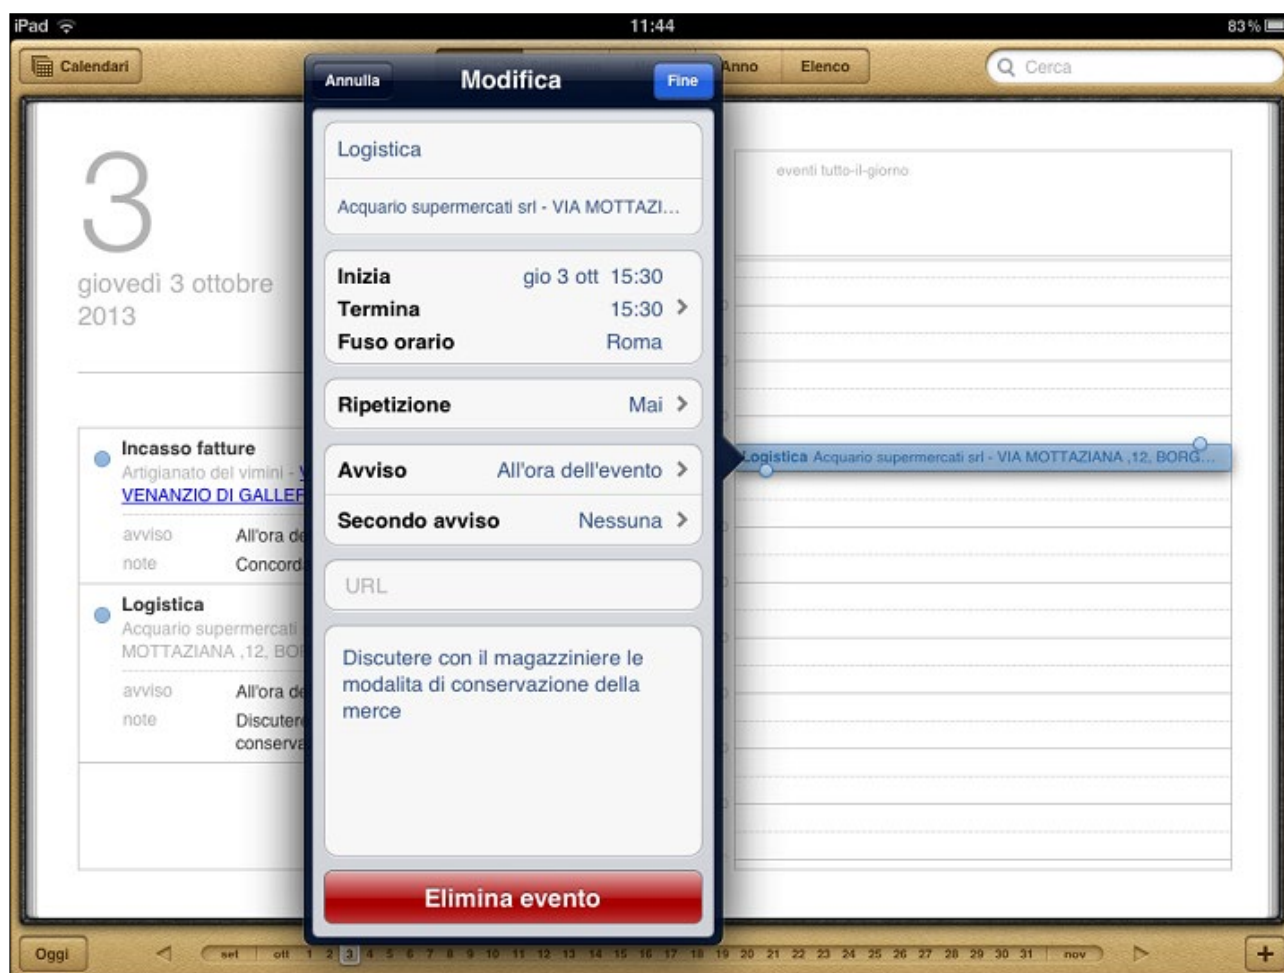 iPad 11:44 83%
Calendari
Anno Elenco
Cerca
Annulla Modifica Fine
Logistica
Acquario supermercati srl - VIA MOTTAZI...
Inizia gio 3 ott 15:30
Termina 15:30
Fuso orario Roma
Ripetizione Mai
Avviso All'ora dell'evento
Secondo avviso Nessuna
URL
Discutere con il magazziniere le
modalita di conservazione della
merce
Elimina evento
3
giovedì 3 ottobre
2013
Incasso fatture
Artigianato del vimini -
VENANZIO DI GALLER
avviso All'ora de
note Concord
Logistica
Acquario supermercati
MOTTAZIANA ,12, BO
avviso All'ora de
note Discuter
conserva
eventi tutto-il-giorno
Logistica Acquario supermercati srl - VIA MOTTAZIANA ,12, BORG...
Oggi set ott 1 2 3 4 5 6 7 8 9 10 11 12 13 14 15 16 17 18 19 20 21 22 23 24 25 26 27 28 29 30 31 nov +